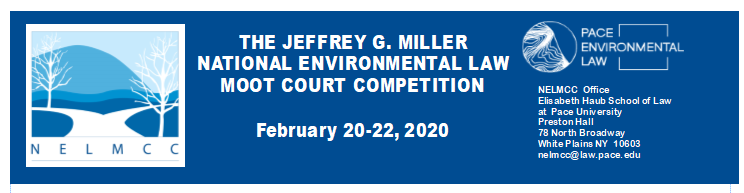 THE JEFFREY G. MILLER
NATIONAL ENVIRONMENTAL LAW
MOOT COURT COMPETITION
February 20-22, 2020
NELMCC
PACE
ENVIRONMENTAL
LAW
NELMCC Office
Elisabeth Haub School of Law
at Pace University
Preston Hall
78 North Broadway
White Plains NY 10603
nelmcc@law.pace.edu